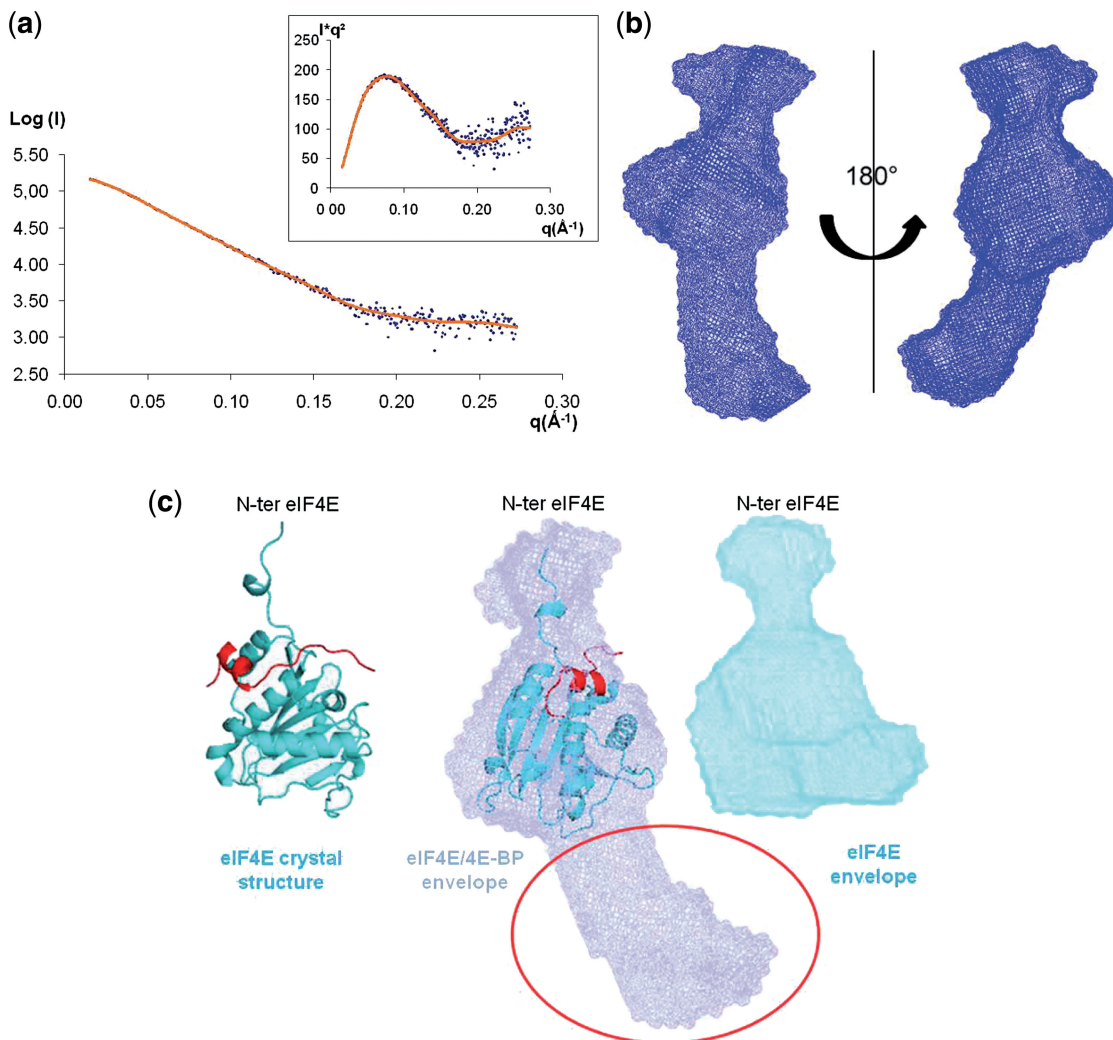 (a)
I*q²
250
200
150
100
50
0
0 00 0.10 0.20 0.30
q(Å⁻¹)
Log (I)
5.50
5,00
4.50
4.00
3.50
3.00
2.50
0.00 0.05 0.10 0.15 0.20 0.25 0.30
q(Å⁻¹)
(b)
180°
(c)
N-ter eIF4E
N-ter eIF4E
N-ter eIF4E
eIF4E crystal
structure
eIF4E/4E-BP
envelope
eIF4E
envelope